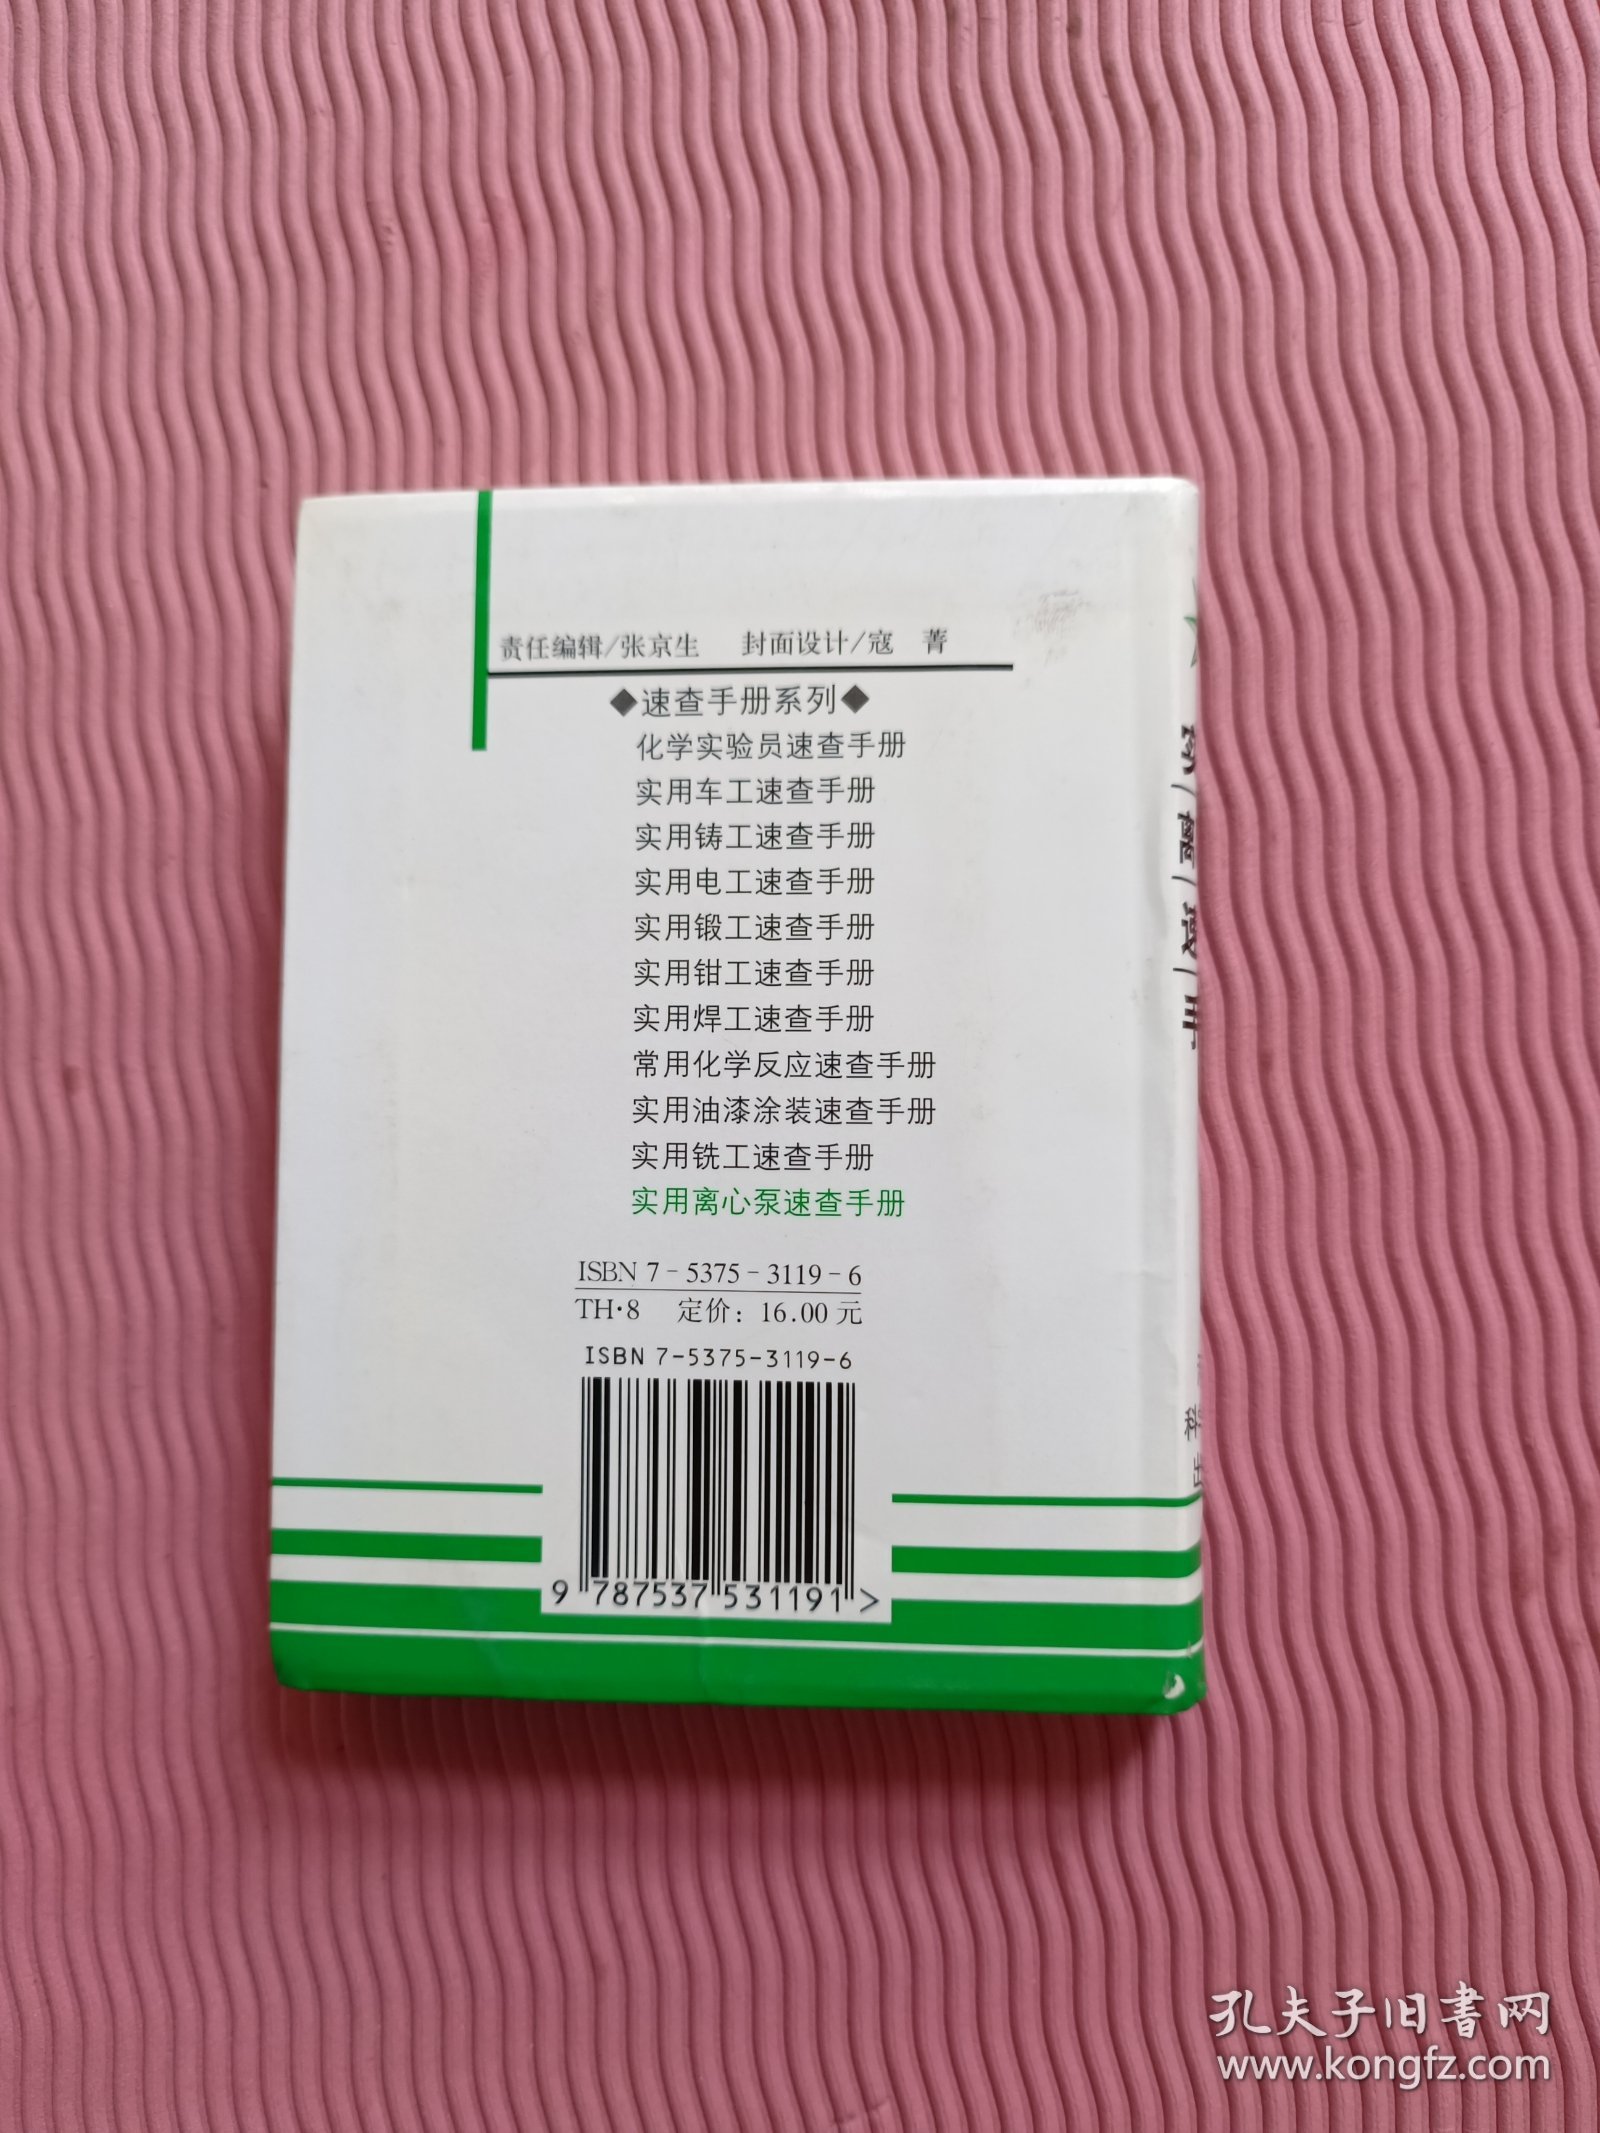 责任编辑/张京生 封面设计/寇 菁
◆速查手册系列◆
化学实验员速查手册
实用车工速查手册
实用铸工速查手册
实用电工速查手册
实用锻工速查手册
实用钳工速查手册
实用焊工速查手册
常用化学反应速查手册
实用油漆涂装速查手册
实用铣工速查手册
实用离心泵速查手册
ISBN 7-5375-3119-6
TH·8 定价: 16.00 元
ISBN 7-5375-3119-6
9 787537 531191 >
离
速
手
科
出
孔夫子旧书网
www.kongfz.com